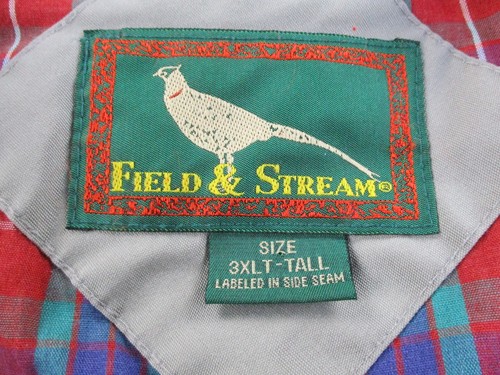 FIELD & STREAM®
SIZE
3XLT-TALL
LABELED IN SIDE SEAM